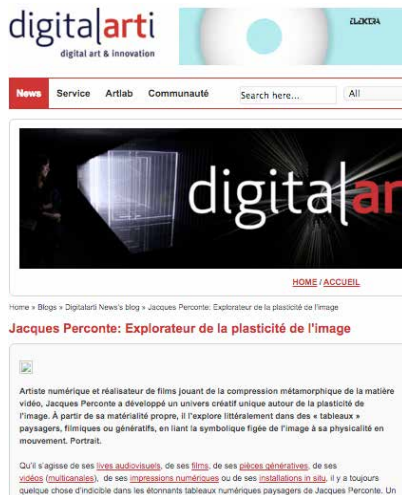 digitalarti
digital art & innovation
ELEKTRA
News Service Artlab Communauté Search here... All
digitalar
HOME / ACCUEIL
Home » Blogs » Digitalarti News's blog » Jacques Perconte: Explorateur de la plasticité de l'image
Jacques Perconte: Explorateur de la plasticité de l'image
Artiste numérique et réalisateur de films jouant de la compression métamorphique de la matière
vidéo, Jacques Perconte a développé un univers créatif unique autour de la plasticité de
l'image. À partir de sa matérialité propre, il l'explore littéralement dans des « tableaux »
paysagers, filmiques ou génératifs, en liant la symbolique figée de l'image à sa physicalité en
mouvement. Portrait.
Qu'il s'agisse de ses lives audiovisuels, de ses films, de ses pièces génératives, de ses
vidéos (multicanales), de ses impressions numériques ou de ses installations in situ, il y a toujours
quelque chose d'indicible dans les étonnants tableaux numériques paysagers de Jacques Perconte. Un